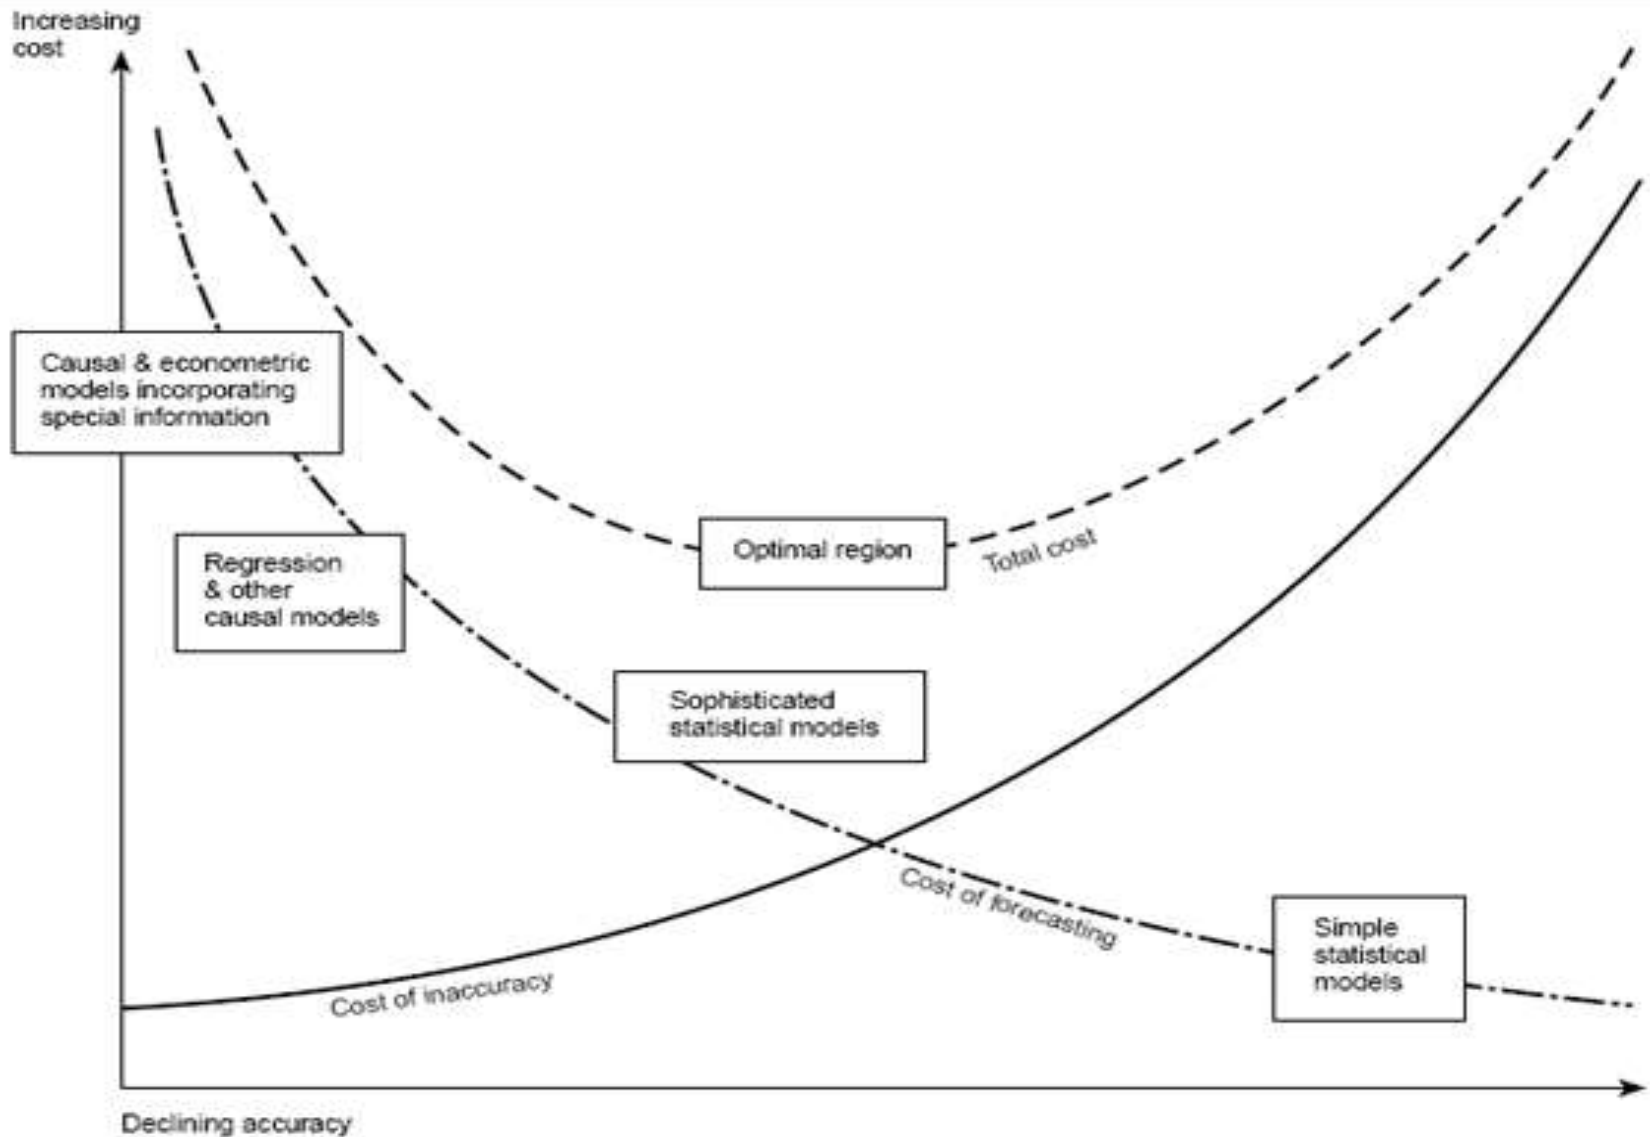 Increasing
cost
Causal & econometric
models incorporating
special information
Regression
& other
causal models
Optimal region
Total cost
Sophisticated
statistical models
Cost of forecasting
Simple
statistical
models
Cost of inaccuracy
Declining accuracy